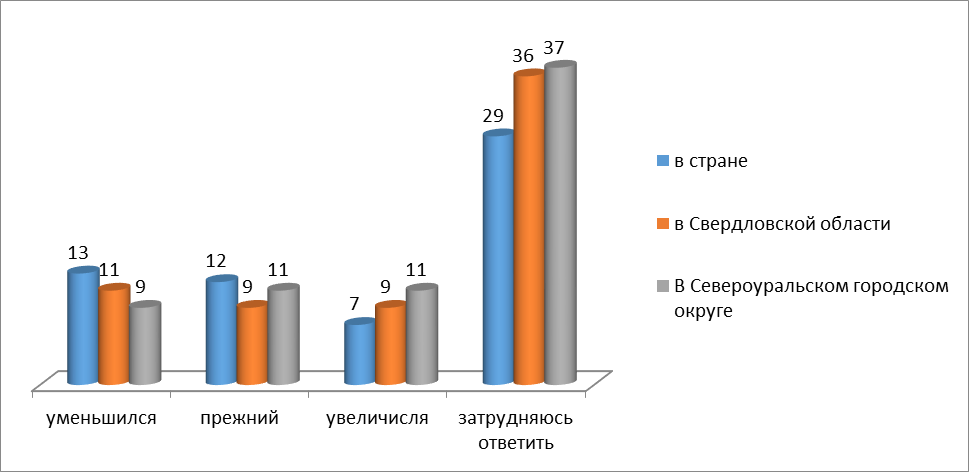 13
11
9
12
9
11
7
9
11
29
36
37
уменьшился
прежний
увеличисля
затрудняюсь
ответить
в стране
в Свердловской области
В Североуральском городском
округе